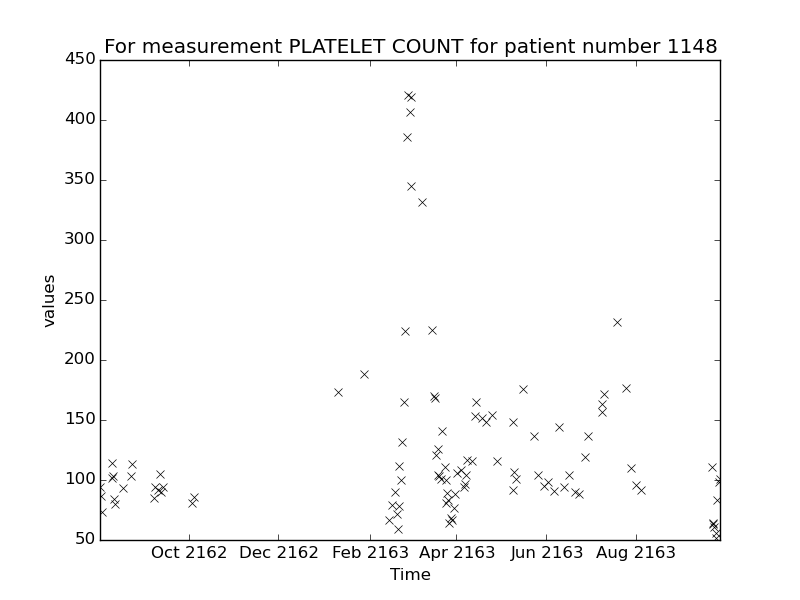 For measurement PLATELET COUNT for patient number 1148
450
400
350
300
250
200
150
100
50
values
Oct 2162 Dec 2162 Feb 2163 Apr 2163 Jun 2163 Aug 2163
Time